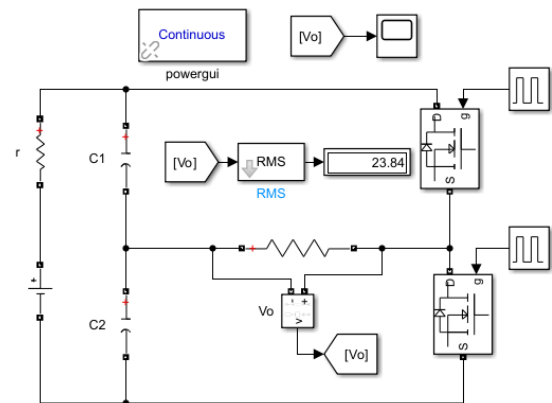 Continuous
powergui
[Vo]
r
C1
[Vo]
RMS
23.84
RMS
D
g
S
C2
Vo
- +
v
[Vo]
D
g
S